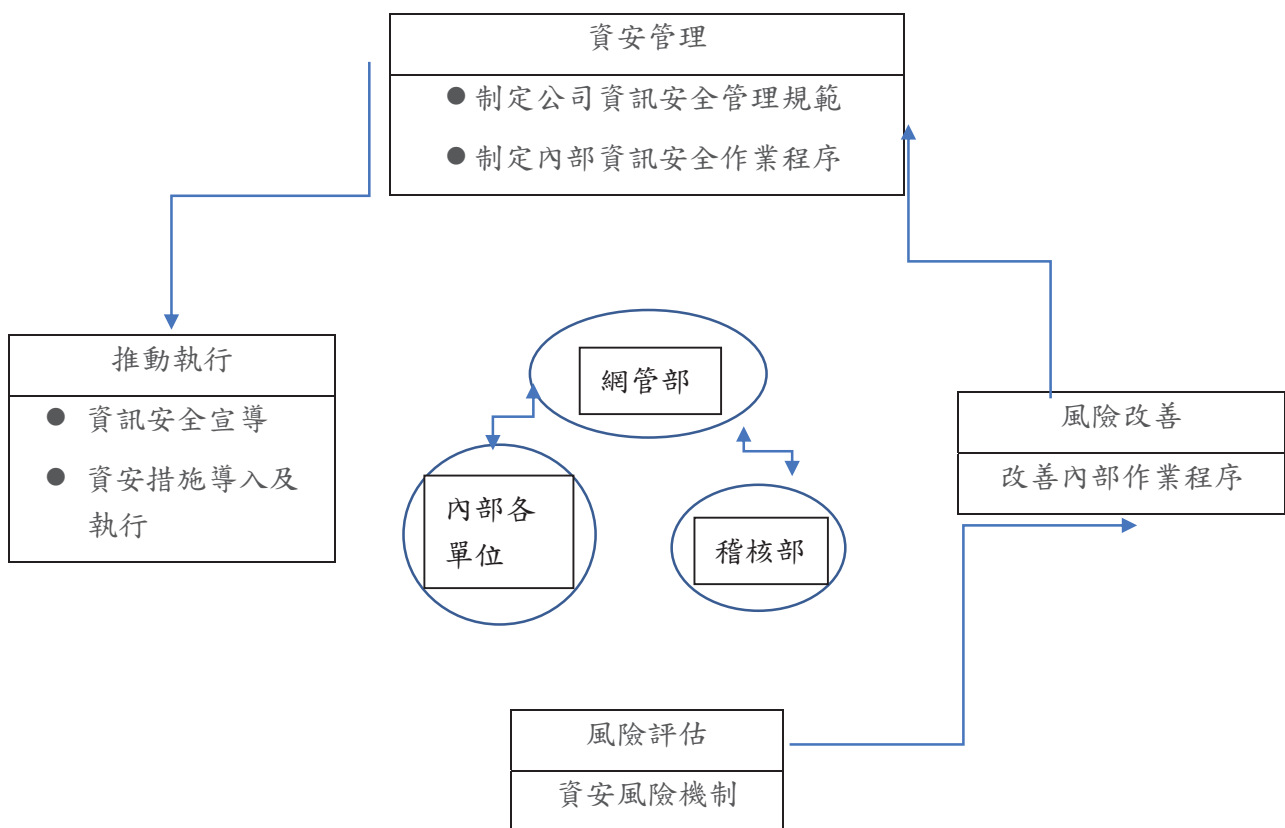 資安管理
● 制定公司資訊安全管理規範
● 制定內部資訊安全作業程序
推動執行
● 資訊安全宣導
● 資安措施導入及
執行
網管部
內部各
單位
稽核部
風險改善
改善內部作業程序
風險評估
資安風險機制